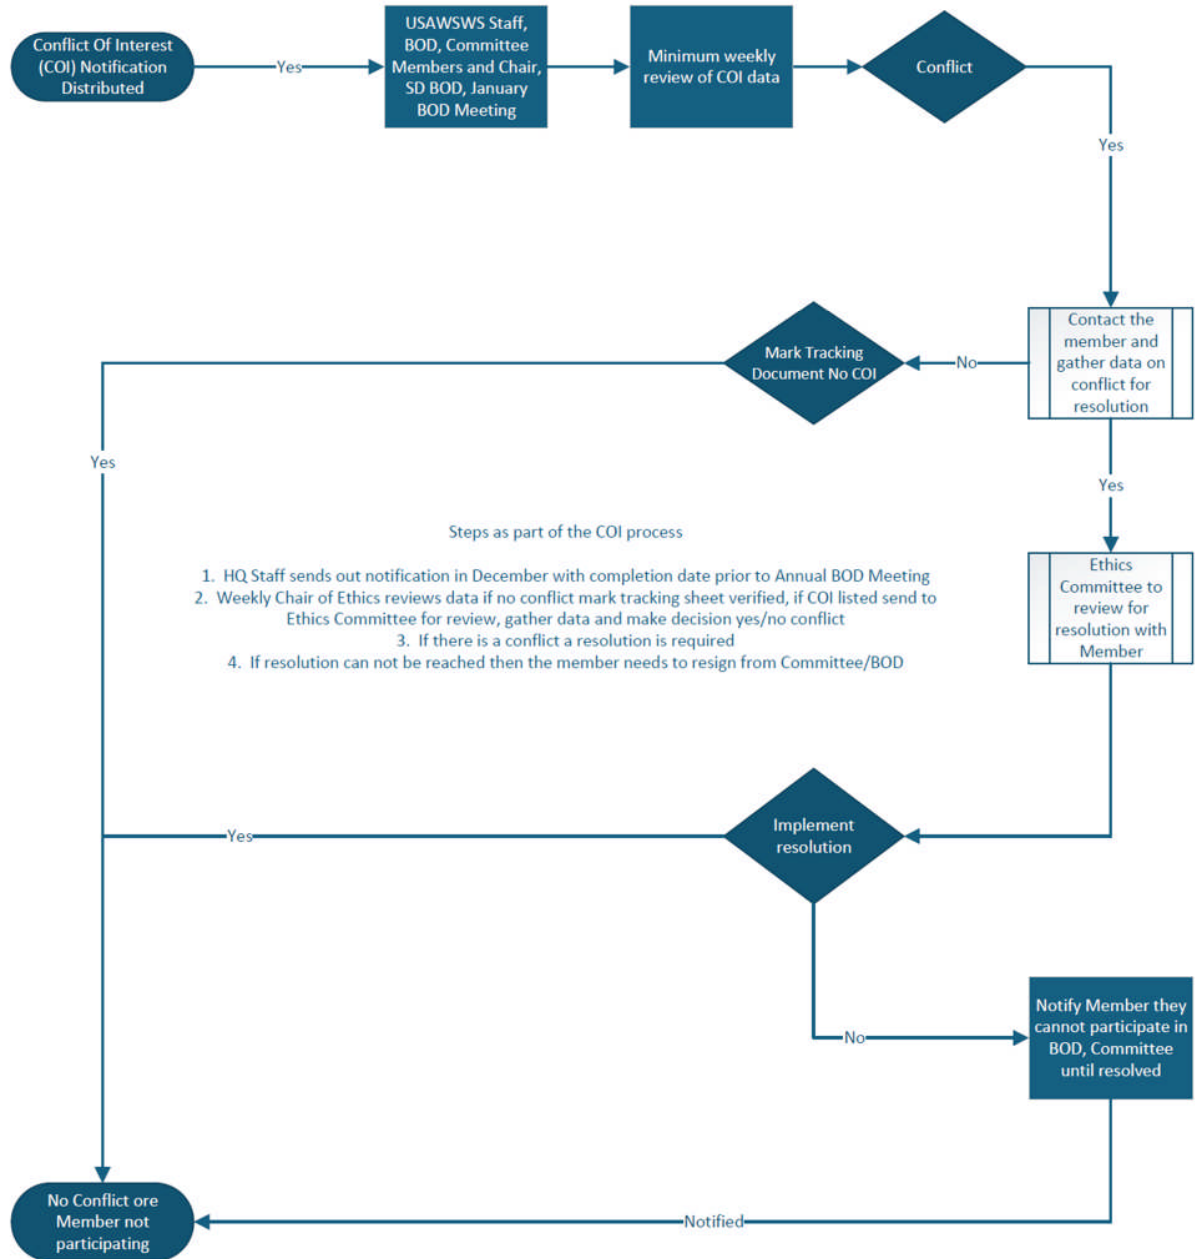 Conflict Of Interest
(COI) Notification
Distributed
Yes
USAWSWS Staff,
BOD, Committee
Members and Chair,
SD BOD, January
BOD Meeting
Minimum weekly
review of COI data
Conflict
Yes
Contact the
member and
gather data on
conflict for
resolution
No
Mark Tracking
Document No COI
Yes
Yes
Steps as part of the COI process
1. HQ Staff sends out notification in December with completion date prior to Annual BOD Meeting
2. Weekly Chair of Ethics reviews data if no conflict mark tracking sheet verified, if COI listed send to
Ethics Committee for review, gather data and make decision yes/no conflict
3. If there is a conflict a resolution is required
4. If resolution can not be reached then the member needs to resign from Committee/BOD
Ethics
Committee to
review for
resolution with
Member
Implement
resolution
Yes
No
Notify Member they
cannot participate in
BOD, Committee
until resolved
Notified
No Conflict ore
Member not
participating